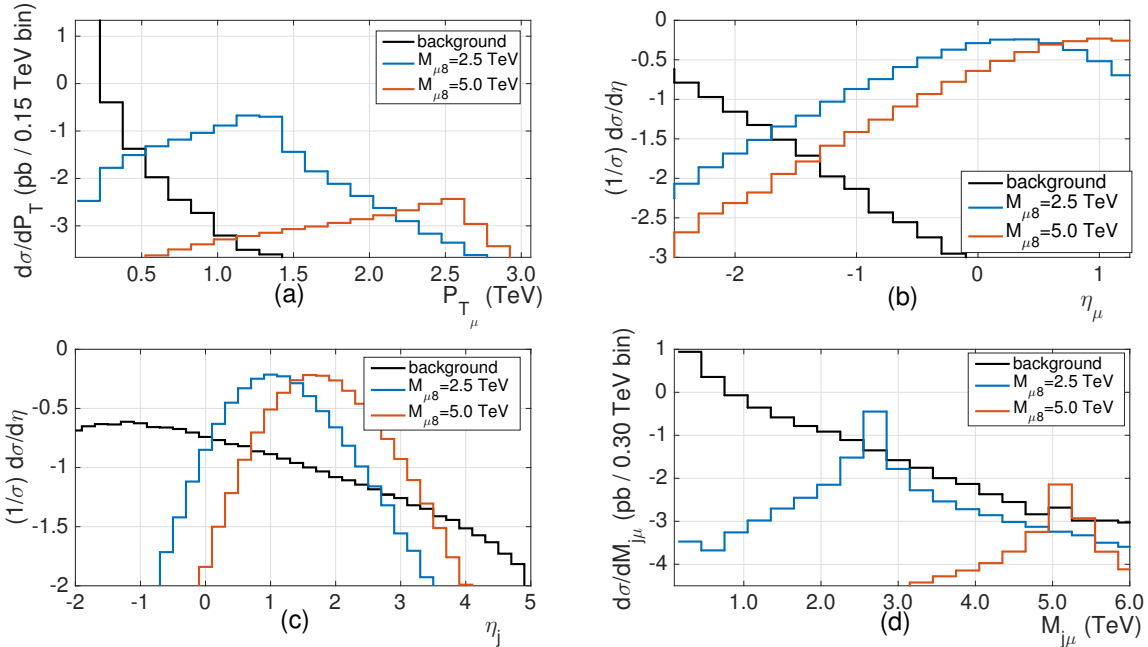 dσ/dP_T (pb / 0.15 TeV bin)
1
0
-1
-2
-3
background
M_μ8=2.5 TeV
M_μ8=5.0 TeV
0.5 1.0 1.5 2.0 2.5 3.0
(a)
P_T_μ (TeV)
(1/σ) dσ/dη
0
-0.5
-1
-1.5
-2
-2.5
-3
background
M_μ8=2.5 TeV
M_μ8=5.0 TeV
-2 -1 0 1
(b)
η_μ
(1/σ) dσ/dη
0
-0.5
-1
-1.5
-2
background
M_μ8=2.5 TeV
M_μ8=5.0 TeV
-2 -1 0 1 2 3 4 5
(c)
η_j
dσ/dM_jμ (pb / 0.30 TeV bin)
1
0
-1
-2
-3
-4
background
M_μ8=2.5 TeV
M_μ8=5.0 TeV
1.0 2.0 3.0 4.0 5.0 6.0
(d)
M_jμ (TeV)